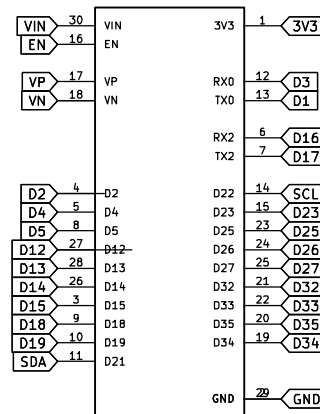 VIN 30 VIN 3V3 1 3V3
EN 16 EN
VP 17 VP RX0 12 D3
VN 18 VN TX0 13 D1
RX2 6 D16
TX2 7 D17
D2 4 D2 D22 14 SCL
D4 5 D4 D23 15 D23
D5 8 D5 D25 23 D25
D12 27 D12 D26 24 D26
D13 28 D13 D27 25 D27
D14 26 D14 D32 21 D32
D15 3 D15 D33 22 D33
D18 9 D18 D35 20 D35
D19 10 D19 D34 19 D34
SDA 11 D21
GND GND